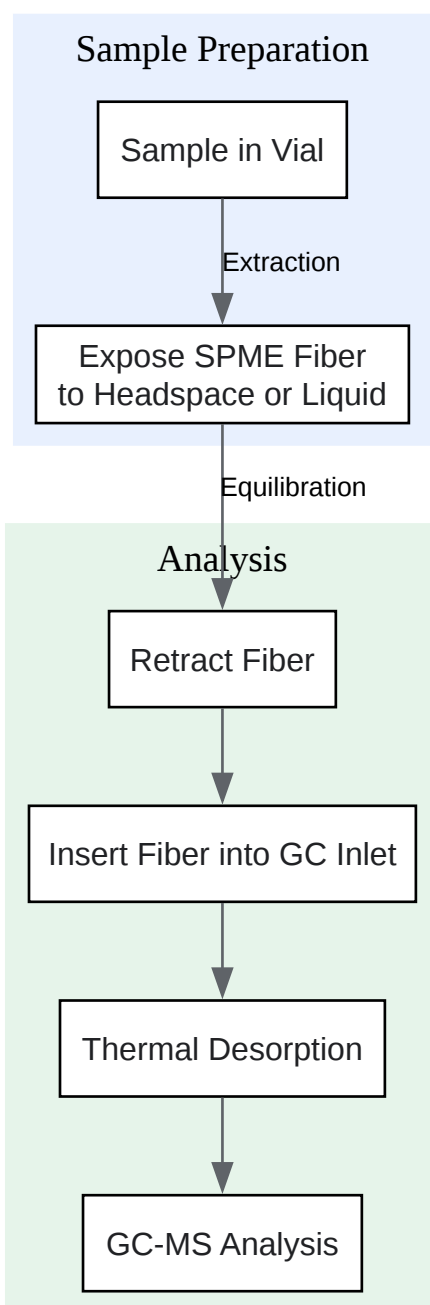 Sample Preparation
Sample in Vial
Extraction
Expose SPME Fiber
to Headspace or Liquid
Equilibration
Analysis
Retract Fiber
Insert Fiber into GC Inlet
Thermal Desorption
GC-MS Analysis